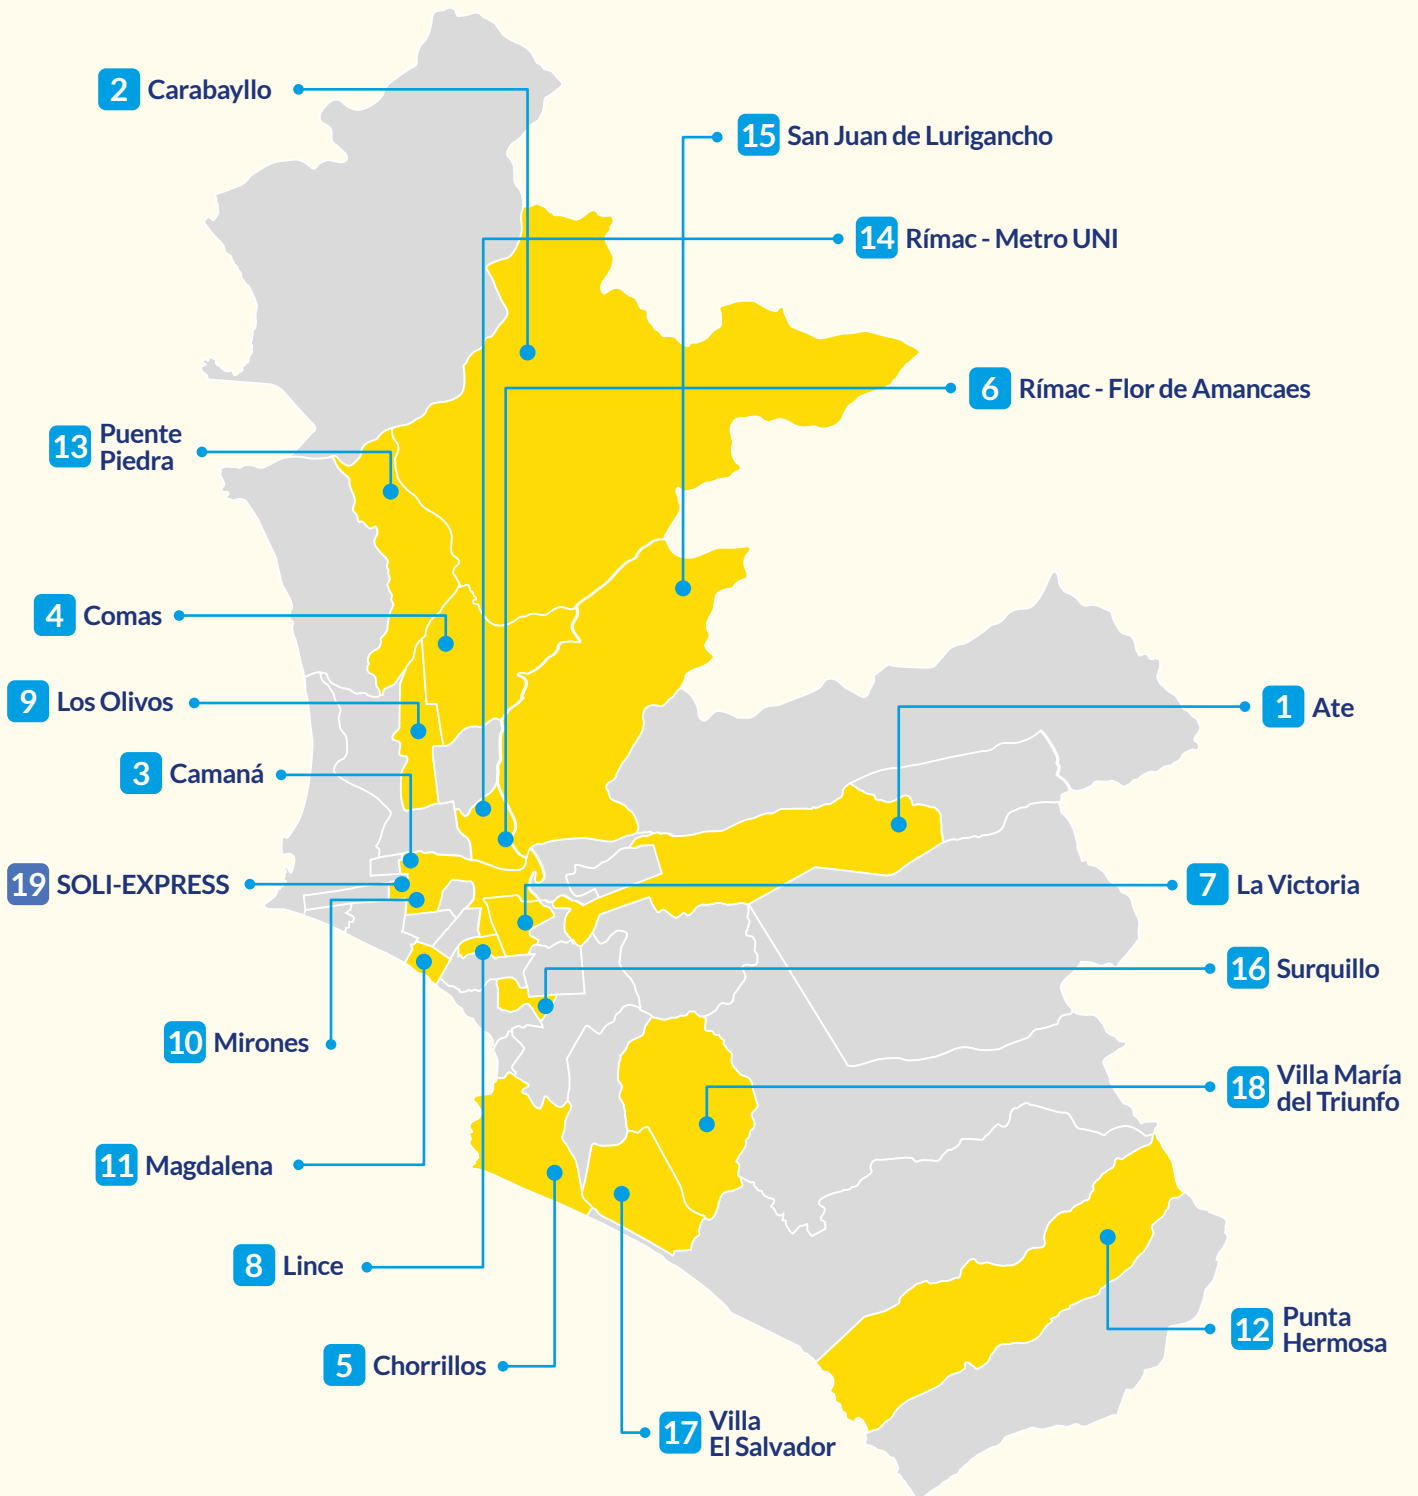 2 Carabayllo
15 San Juan de Lurigancho
14 Rímac - Metro UNI
6 Rímac - Flor de Amancaes
13 Puente
Piedra
4 Comas
9 Los Olivos
1 Ate
3 Camaná
19 SOLI-EXPRESS
7 La Victoria
16 Surquillo
10 Mirones
18 Villa María
del Triunfo
11 Magdalena
8 Lince
12 Punta
Hermosa
5 Chorrillos
17 Villa
El Salvador